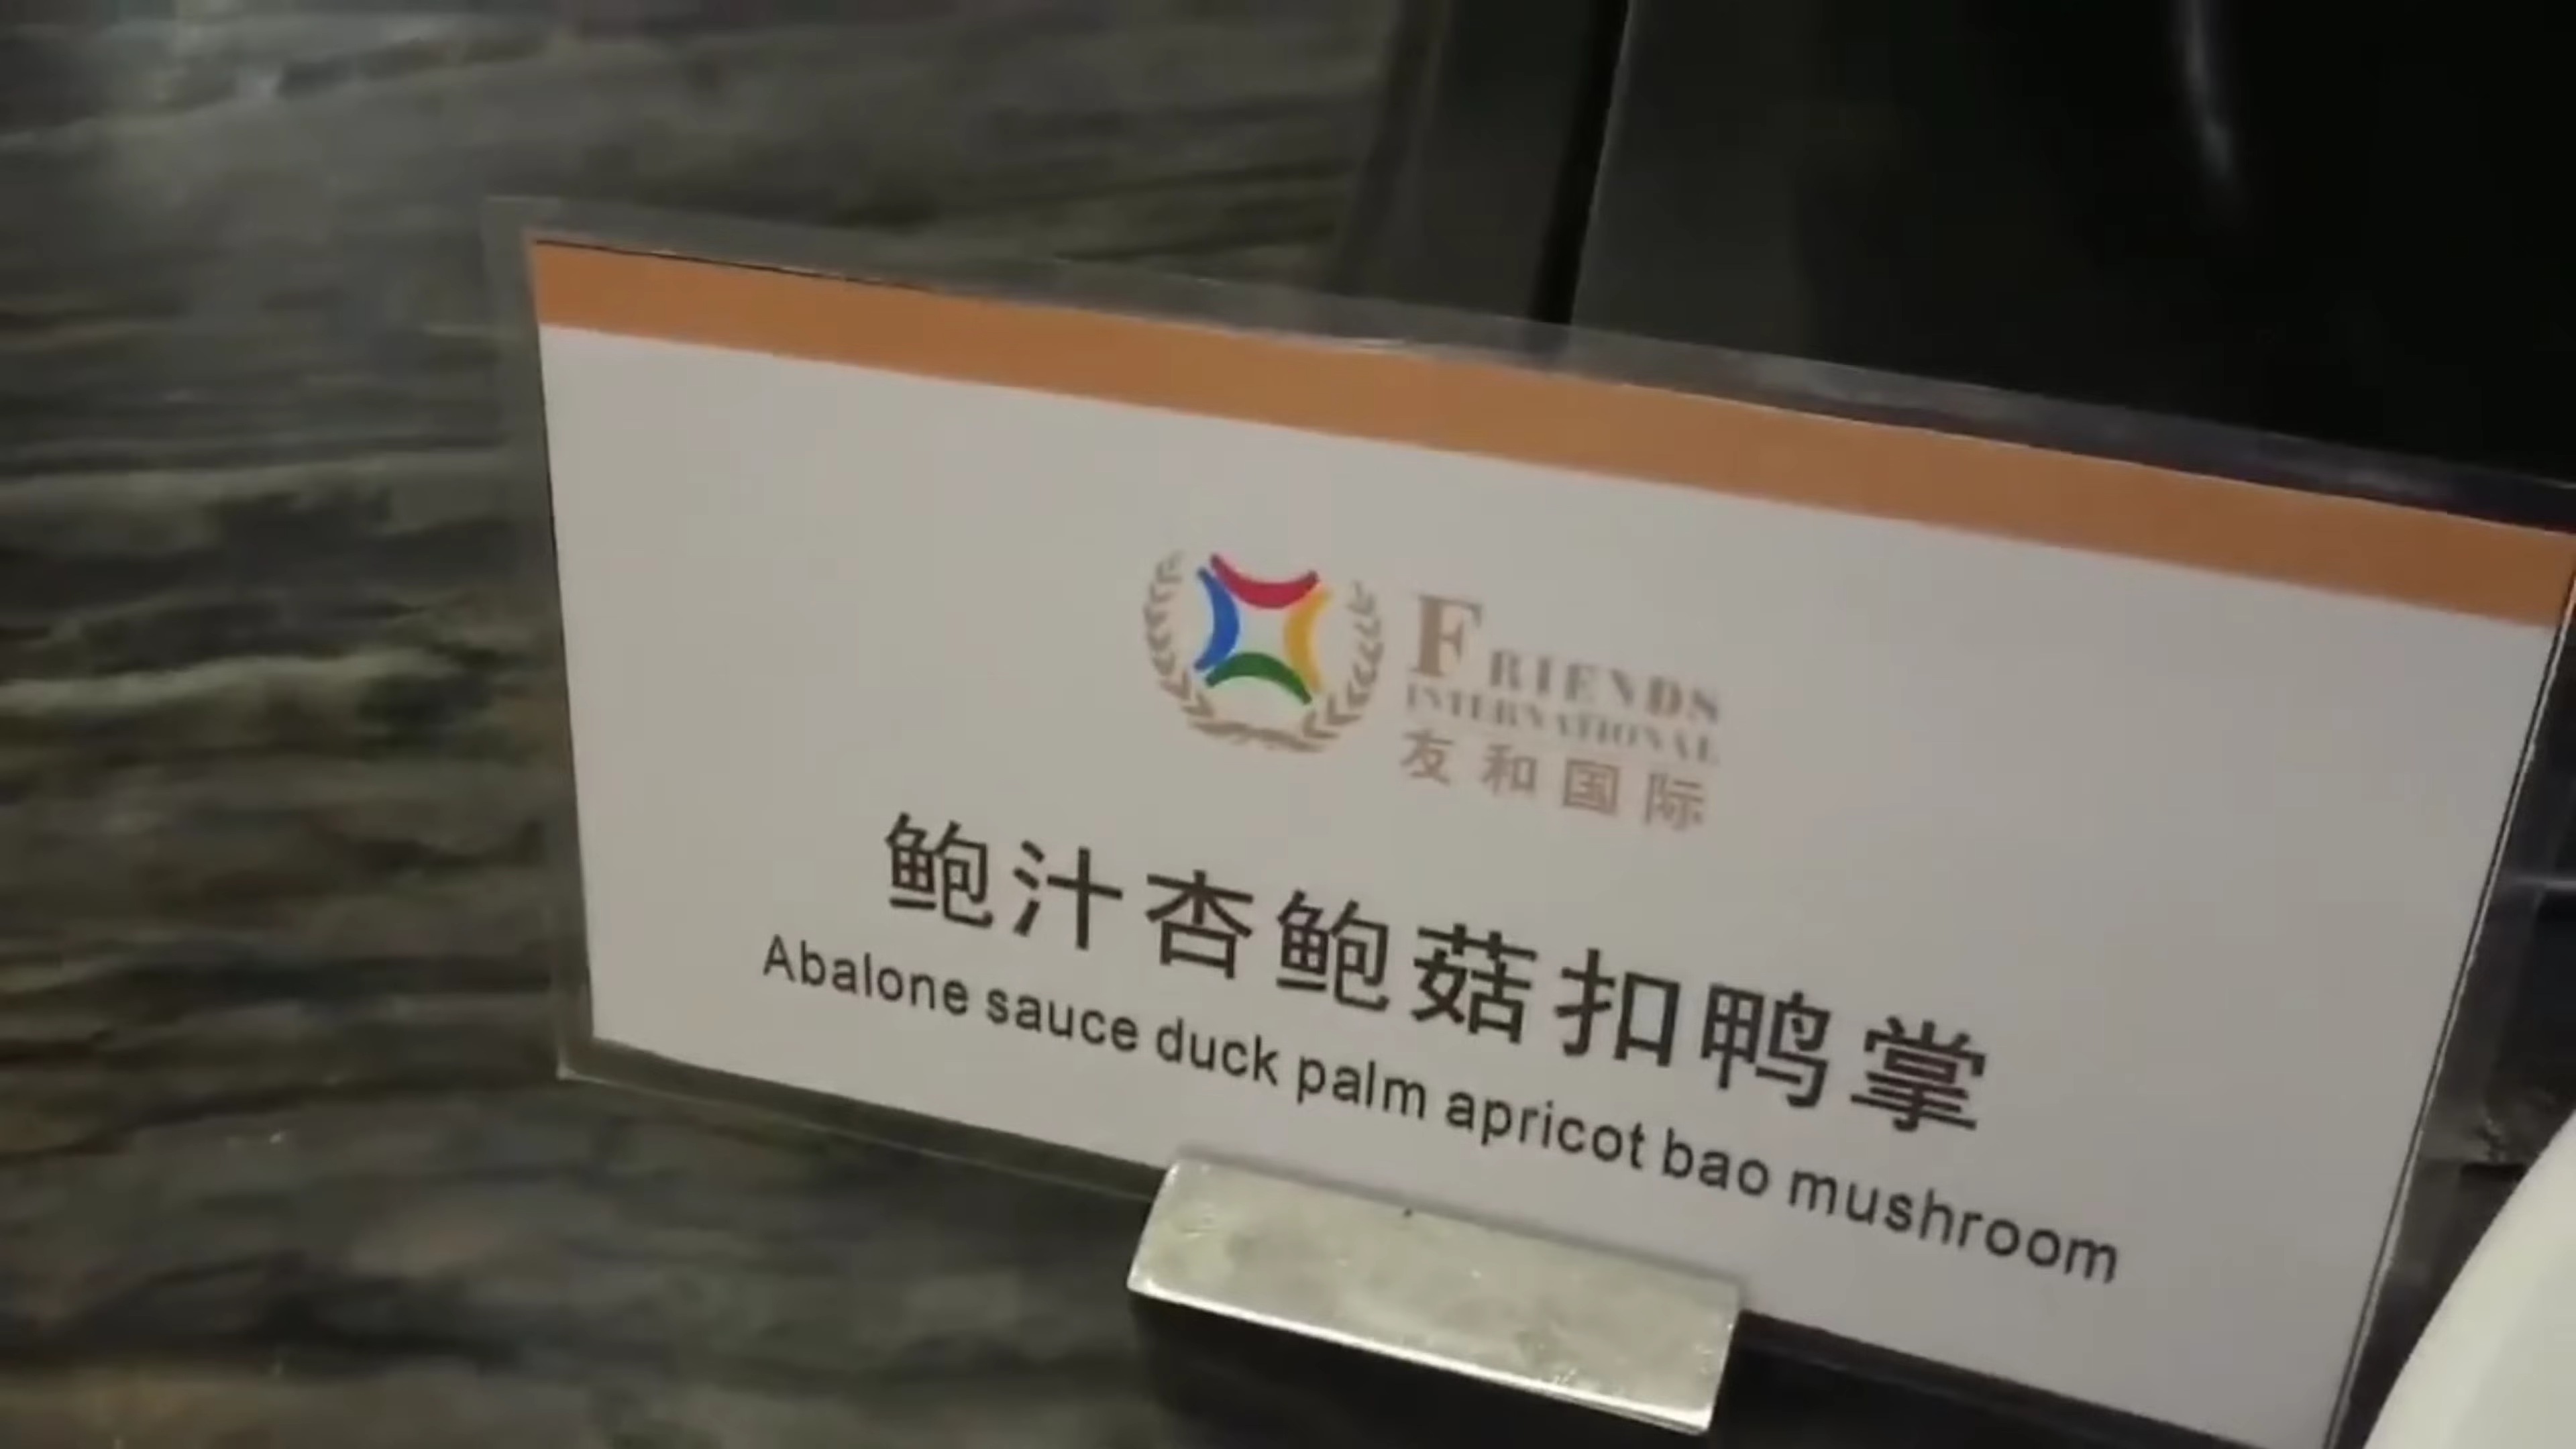 FRIENDS
INTERNATIONAL
友和国际
鲍汁杏鲍菇扣鸭掌
Abalone sauce duck palm apricot bao mushroom